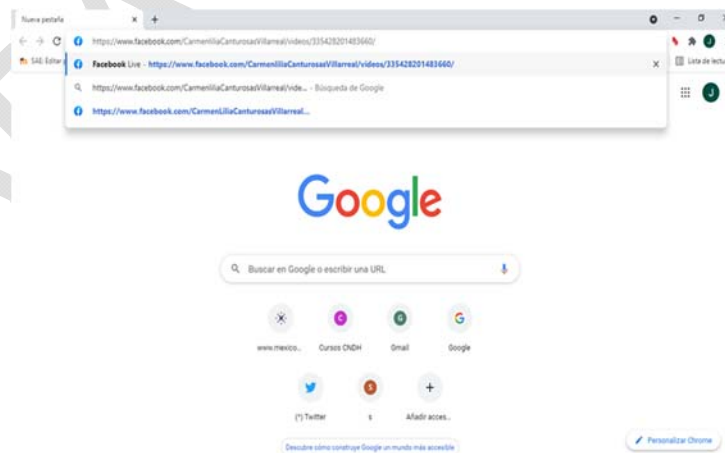 Nueva pestaña
https://www.facebook.com/CarmenliliaCanturosasVillarreal/videos/335428201483660/
SAE: Editar
Facebook Live - https://www.facebook.com/CarmenliliaCanturosasVillarreal/videos/335428201483660/
Lista de lectu
https://www.facebook.com/CarmenliliaCanturosasVillarreal/vide... - Búsqueda de Google
https://www.facebook.com/CarmenLiliaCanturosasVillarreal...
J
J
Google
Buscar en Google o escribir una URL
C
G
G
www.mexico...
Cursos CNDH
Gmail
Google
S
(*) Twitter
s
Añadir acces...
Descubre cómo construye Google un mundo más accesible
Personalizar Chrome